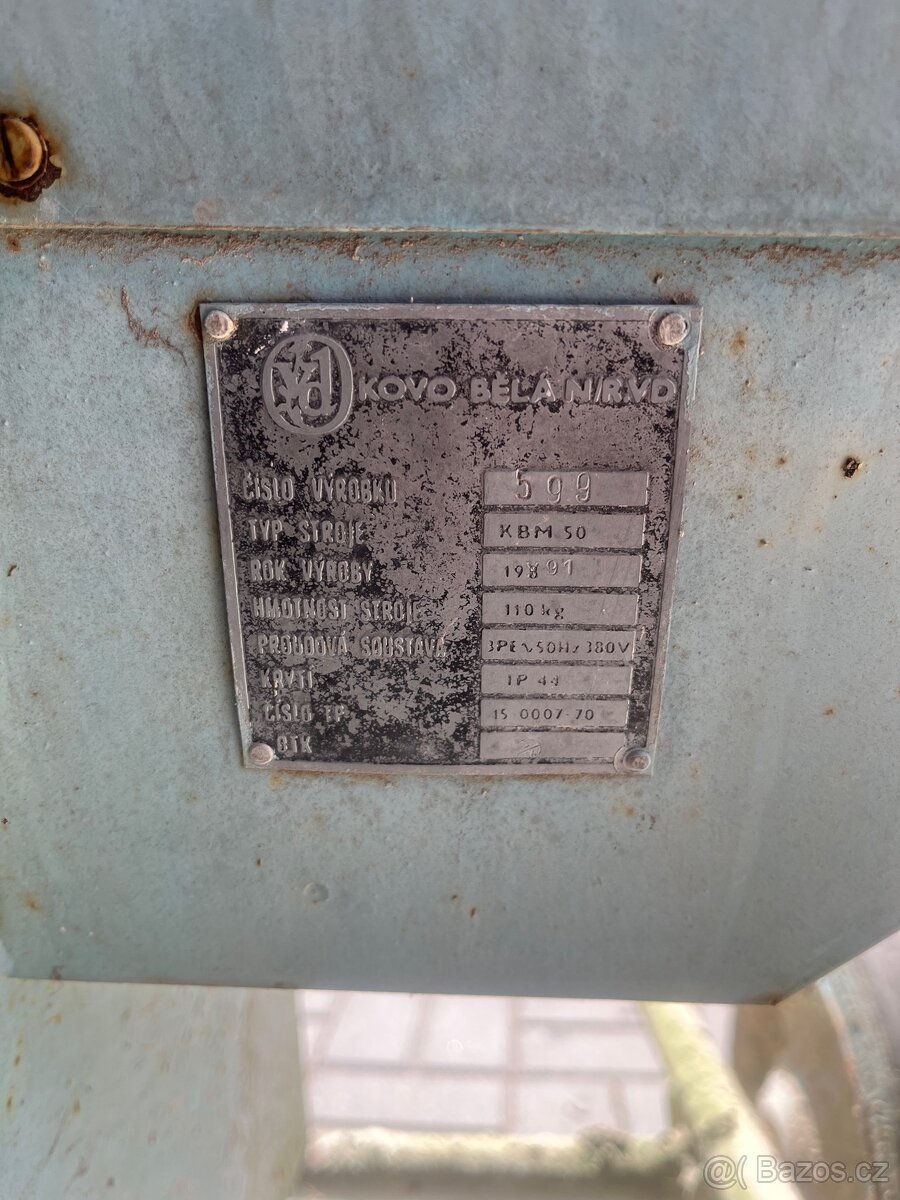 KOVO BĚLÁ N/R.VD
ČÍSLO VÝROBKU 599
TYP STROJE KBM 50
ROK VÝROBY 19891
HMOTNOST STROJE 110 kg
PROUDOVÁ SOUSTAVA 3PE∿50Hz 380V
KRYTÍ IP 44
ČÍSLO TP 15 0007-70
OTK
@( Bazos.cz